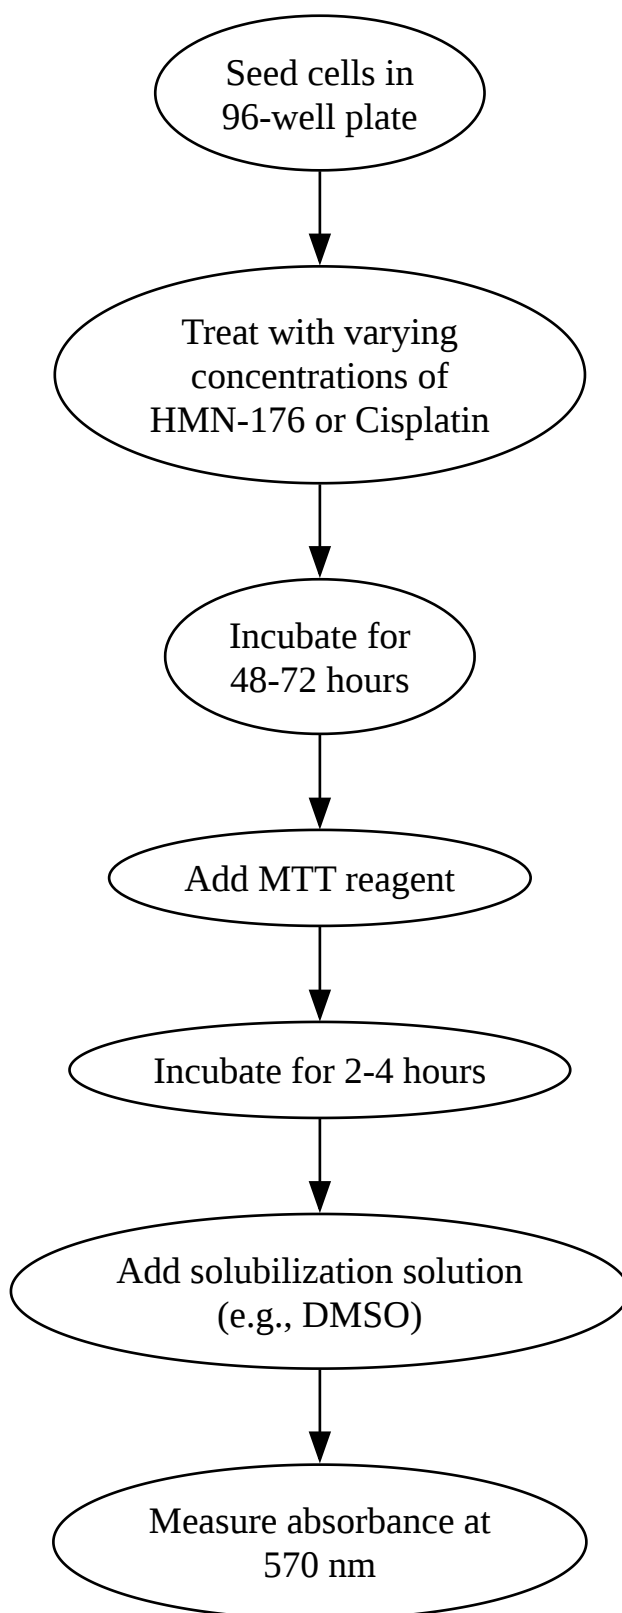 Seed cells in
96-well plate
Treat with varying
concentrations of
HMN-176 or Cisplatin
Incubate for
48-72 hours
Add MTT reagent
Incubate for 2-4 hours
Add solubilization solution
(e.g., DMSO)
Measure absorbance at
570 nm